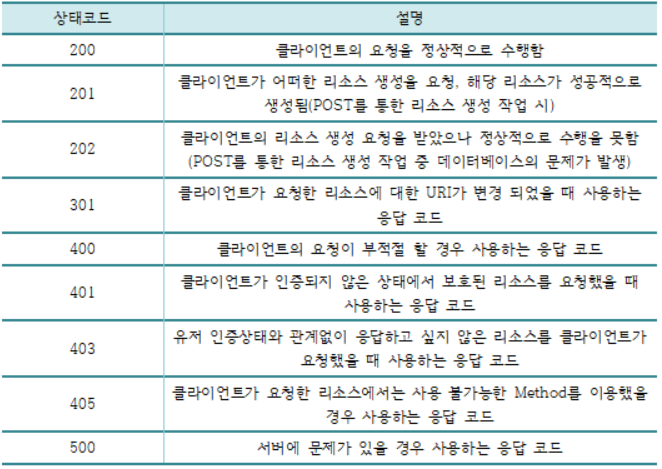 상태코드 설명
200 클라이언트의 요청을 정상적으로 수행함
201 클라이언트가 어떠한 리소스 생성을 요청, 해당 리소스가 성공적으로
생성됨(POST를 통한 리소스 생성 작업 시)
202 클라이언트의 리소스 생성 요청을 받았으나 정상적으로 수행을 못함
(POST를 통한 리소스 생성 작업 중 데이터베이스의 문제가 발생)
301 클라이언트가 요청한 리소스에 대한 URI가 변경 되었을 때 사용하는
응답 코드
400 클라이언트의 요청이 부적절 할 경우 사용하는 응답 코드
401 클라이언트가 인증되지 않은 상태에서 보호된 리소스를 요청했을 때
사용하는 응답 코드
403 유저 인증상태와 관계없이 응답하고 싶지 않은 리소스를 클라이언트가
요청했을 때 사용하는 응답 코드
405 클라이언트가 요청한 리소스에서는 사용 불가능한 Method를 이용했을
경우 사용하는 응답 코드
500 서버에 문제가 있을 경우 사용하는 응답 코드